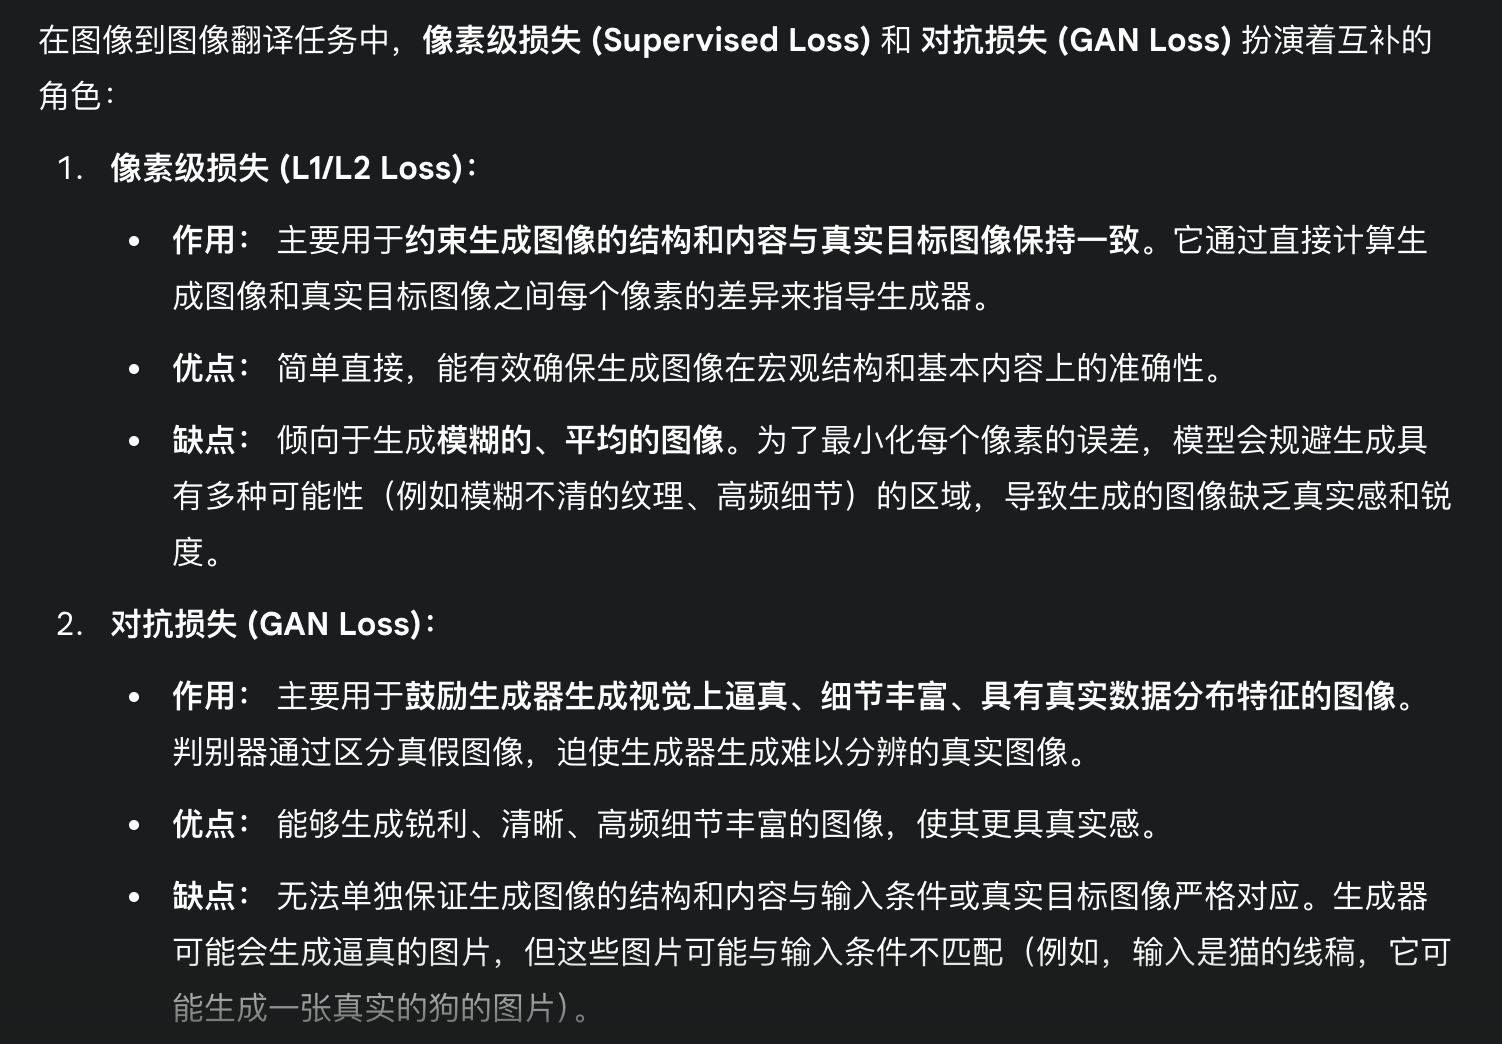 在图像到图像翻译任务中，像素级损失 (Supervised Loss) 和 对抗损失 (GAN Loss) 扮演着互补的
角色：
1. 像素级损失 (L1/L2 Loss)：
• 作用： 主要用于约束生成图像的结构和内容与真实目标图像保持一致。它通过直接计算生
成图像和真实目标图像之间每个像素的差异来指导生成器。
• 优点： 简单直接，能有效确保生成图像在宏观结构和基本内容上的准确性。
• 缺点： 倾向于生成模糊的、平均的图像。为了最小化每个像素的误差，模型会规避生成具
有多种可能性（例如模糊不清的纹理、高频细节）的区域，导致生成的图像缺乏真实感和锐
度。
2. 对抗损失 (GAN Loss)：
• 作用： 主要用于鼓励生成器生成视觉上逼真、细节丰富、具有真实数据分布特征的图像。
判别器通过区分真假图像，迫使生成器生成难以分辨的真实图像。
• 优点： 能够生成锐利、清晰、高频细节丰富的图像，使其更具真实感。
• 缺点： 无法单独保证生成图像的结构和内容与输入条件或真实目标图像严格对应。生成器
可能会生成逼真的图片，但这些图片可能与输入条件不匹配（例如，输入是猫的线稿，它可
能生成一张真实的狗的图片）。